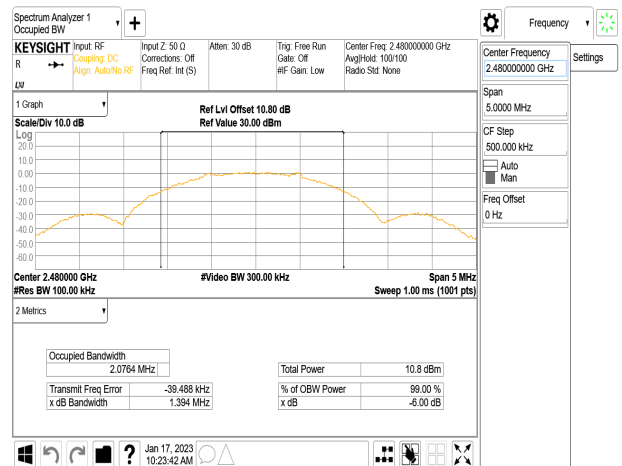 Spectrum Analyzer 1
Occupied BW
Frequency
KEYSIGHT
R
Input: RF
Coupling: DC
Align: Auto/No RF
Input Z: 50 Ω
Corrections: Off
Freq Ref: Int (S)
Atten: 30 dB
Trig: Free Run
Gate: Off
#IF Gain: Low
Center Freq: 2.480000000 GHz
Avg|Hold: 100/100
Radio Std: None
Center Frequency
2.480000000 GHz
Settings
Span
5.0000 MHz
CF Step
500.000 kHz
Auto
Man
Freq Offset
0 Hz
1 Graph
Scale/Div 10.0 dB
Ref Lvl Offset 10.80 dB
Ref Value 30.00 dBm
Log
20.0
10.0
0.00
-10.0
-20.0
-30.0
-40.0
-50.0
-60.0
Center 2.480000 GHz
#Video BW 300.00 kHz
Span 5 MHz
#Res BW 100.00 kHz
Sweep 1.00 ms (1001 pts)
2 Metrics
Occupied Bandwidth
2.0764 MHz
Total Power 10.8 dBm
Transmit Freq Error -39.488 kHz
% of OBW Power 99.00 %
x dB Bandwidth 1.394 MHz
x dB -6.00 dB
?
Jan 17, 2023
10:23:42 AM